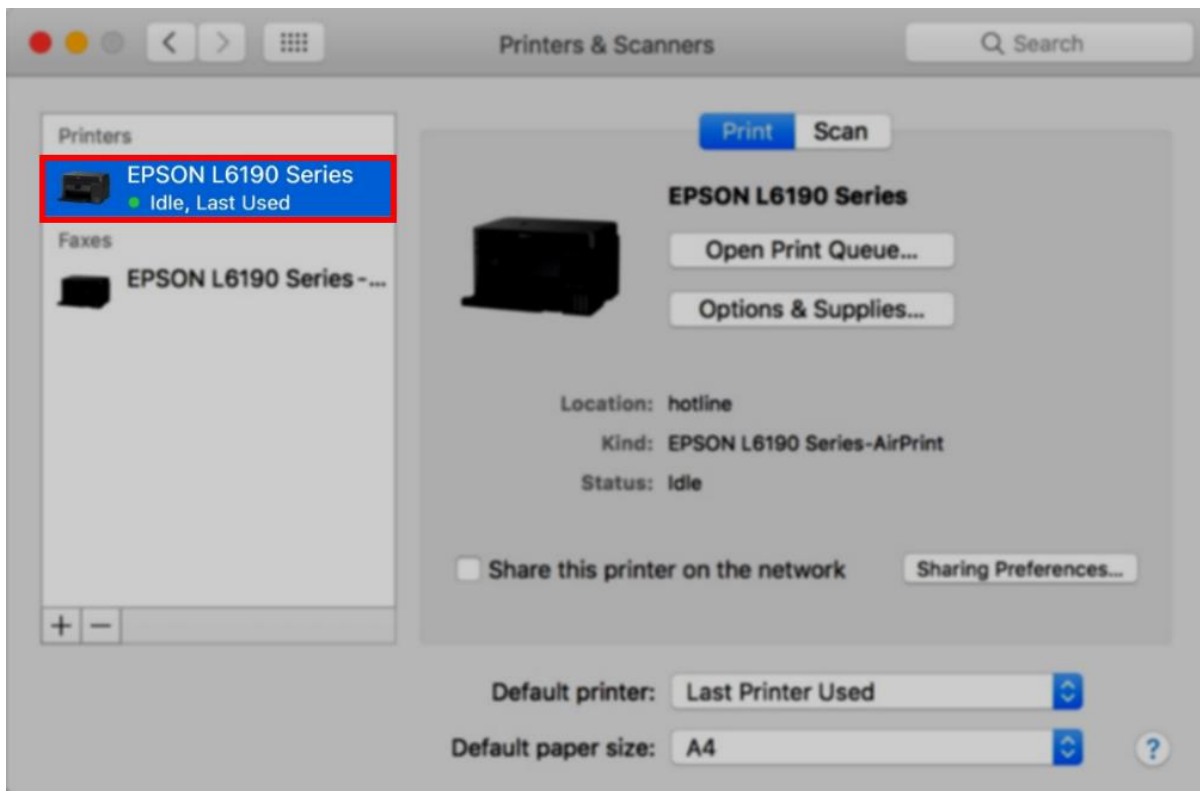 Printers & Scanners
Search
Printers
EPSON L6190 Series
Idle, Last Used
Faxes
EPSON L6190 Series -...
Print Scan
EPSON L6190 Series
Open Print Queue...
Options & Supplies...
Location: hotline
Kind: EPSON L6190 Series-AirPrint
Status: Idle
Share this printer on the network
Sharing Preferences...
Default printer: Last Printer Used
Default paper size: A4
?